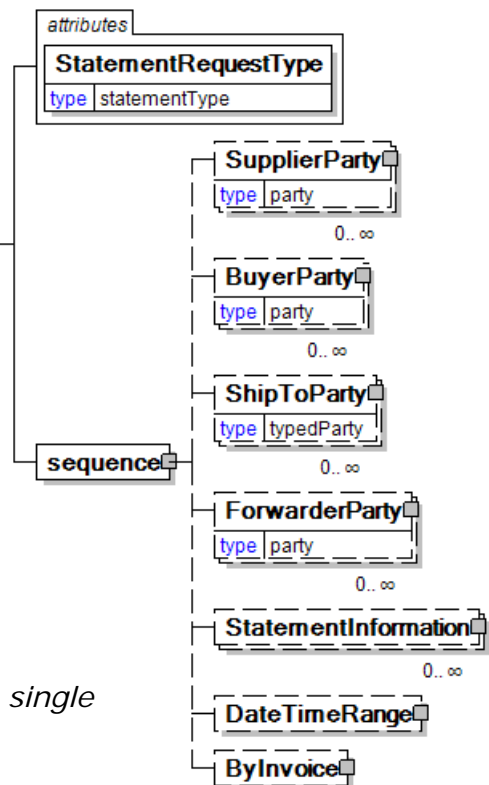 attributes
StatementRequestType
type statementType
SupplierParty
type party
0.. ∞
BuyerParty
type party
0.. ∞
ShipToParty
type typedParty
0.. ∞
sequence
ForwarderParty
type party
0.. ∞
StatementInformation
0.. ∞
single
DateTimeRange
ByInvoice